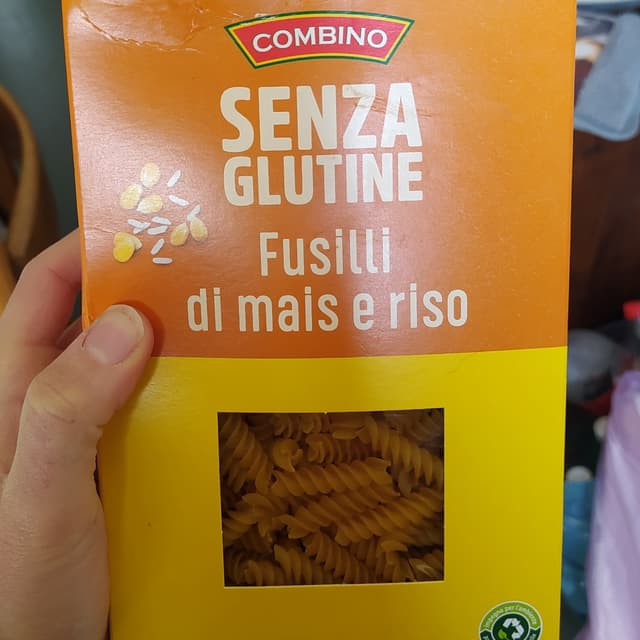 COMBINO
SENZA
GLUTINE
Fusilli
di mais e riso